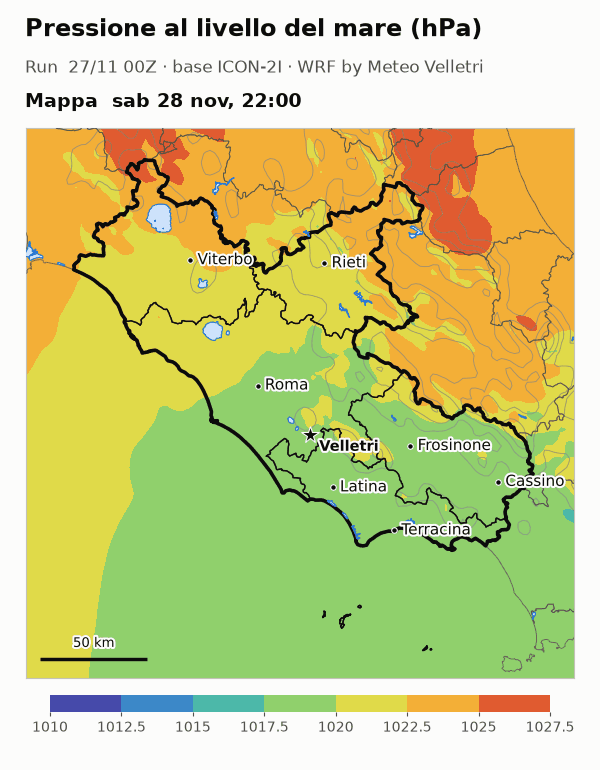 Pressione al livello del mare (hPa)
Run  27/11 00Z · base ICON-2I · WRF by Meteo Velletri
Mappa  sab 28 nov, 22:00
Viterbo
Rieti
Roma
Velletri
Frosinone
Cassino
Latina
Terracina
50 km
1010 1012.5 1015 1017.5 1020 1022.5 1025 1027.5